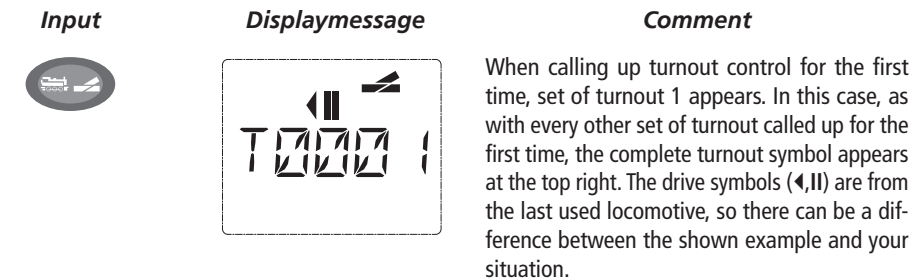 Input Displaymessage Comment
T0001
When calling up turnout control for the first
time, set of turnout 1 appears. In this case, as
with every other set of turnout called up for the
first time, the complete turnout symbol appears
at the top right. The drive symbols (◀,II) are from
the last used locomotive, so there can be a dif-
ference between the shown example and your
situation.